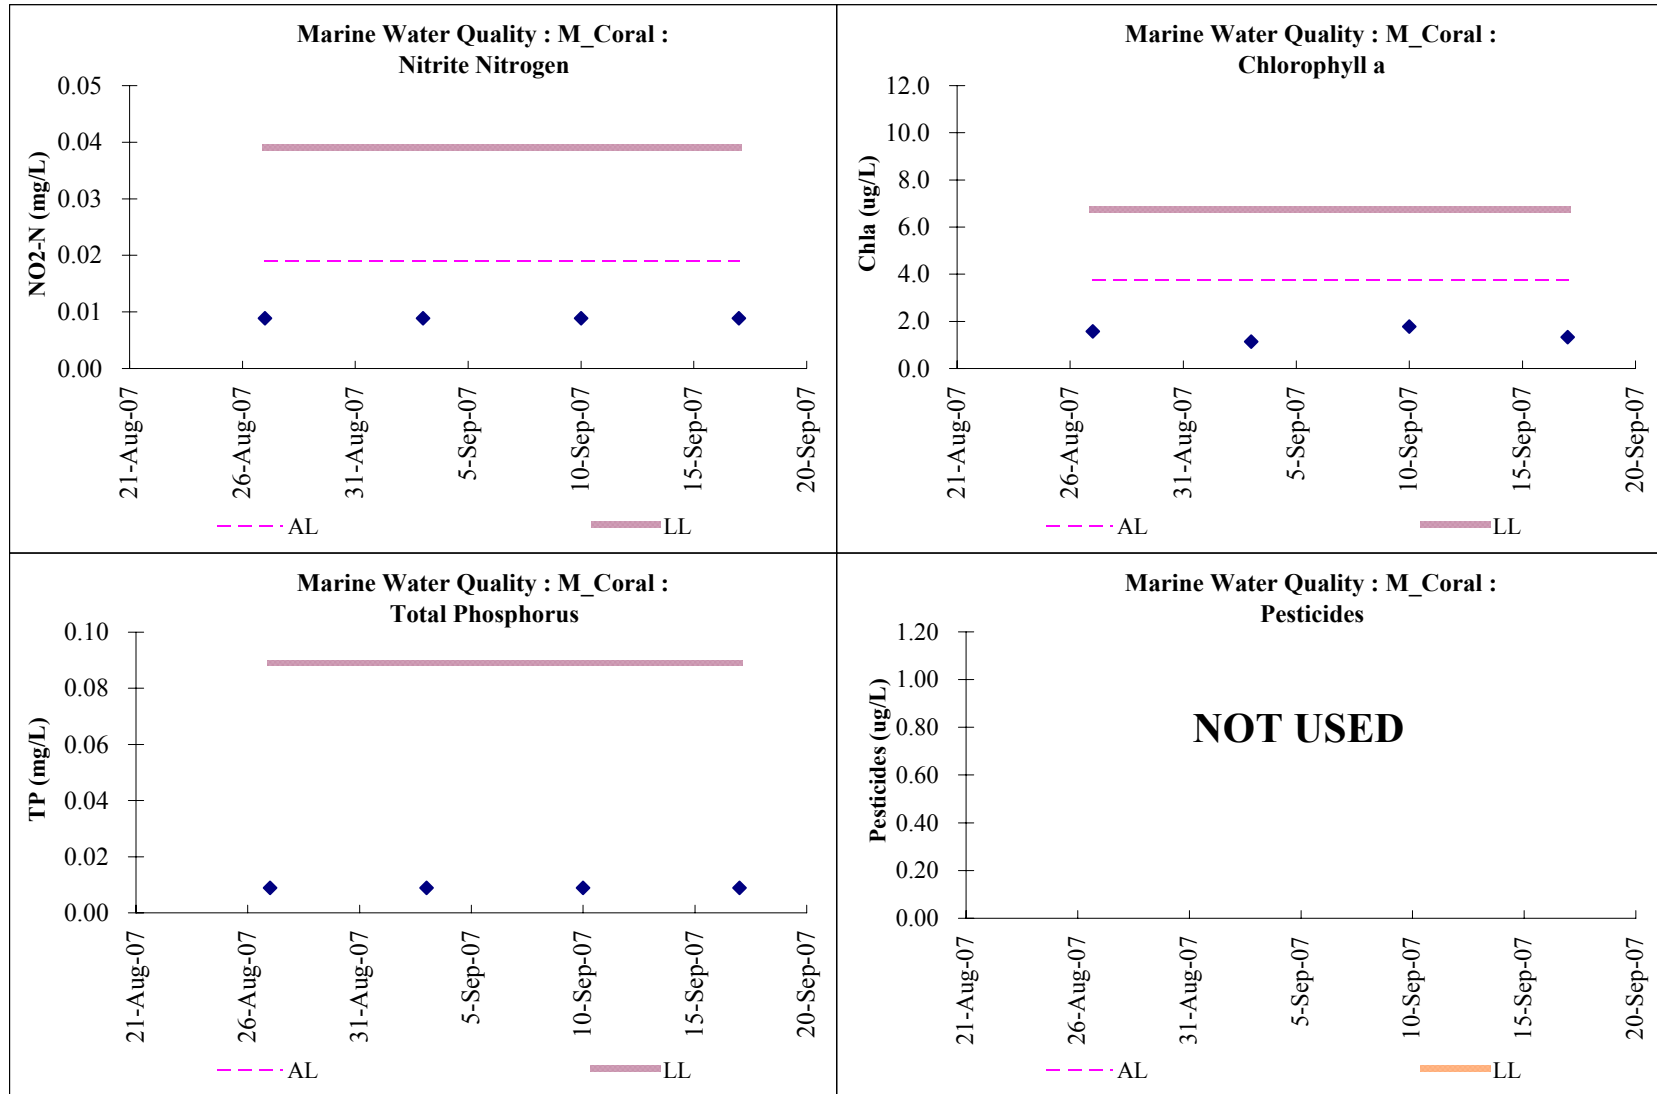 Marine Water Quality : M_Coral :
Nitrite Nitrogen
NO2-N (mg/L)
0.05
0.04
0.03
0.02
0.01
0.00
21-Aug-07
26-Aug-07
31-Aug-07
5-Sep-07
10-Sep-07
15-Sep-07
20-Sep-07
AL
LL
Marine Water Quality : M_Coral :
Chlorophyll a
Chla (ug/L)
12.0
10.0
8.0
6.0
4.0
2.0
0.0
21-Aug-07
26-Aug-07
31-Aug-07
5-Sep-07
10-Sep-07
15-Sep-07
20-Sep-07
AL
LL
Marine Water Quality : M_Coral :
Total Phosphorus
TP (mg/L)
0.10
0.08
0.06
0.04
0.02
0.00
21-Aug-07
26-Aug-07
31-Aug-07
5-Sep-07
10-Sep-07
15-Sep-07
20-Sep-07
AL
LL
Marine Water Quality : M_Coral :
Pesticides
Pesticides (ug/L)
1.20
1.00
0.80
0.60
0.40
0.20
0.00
NOT USED
21-Aug-07
26-Aug-07
31-Aug-07
5-Sep-07
10-Sep-07
15-Sep-07
20-Sep-07
AL
LL